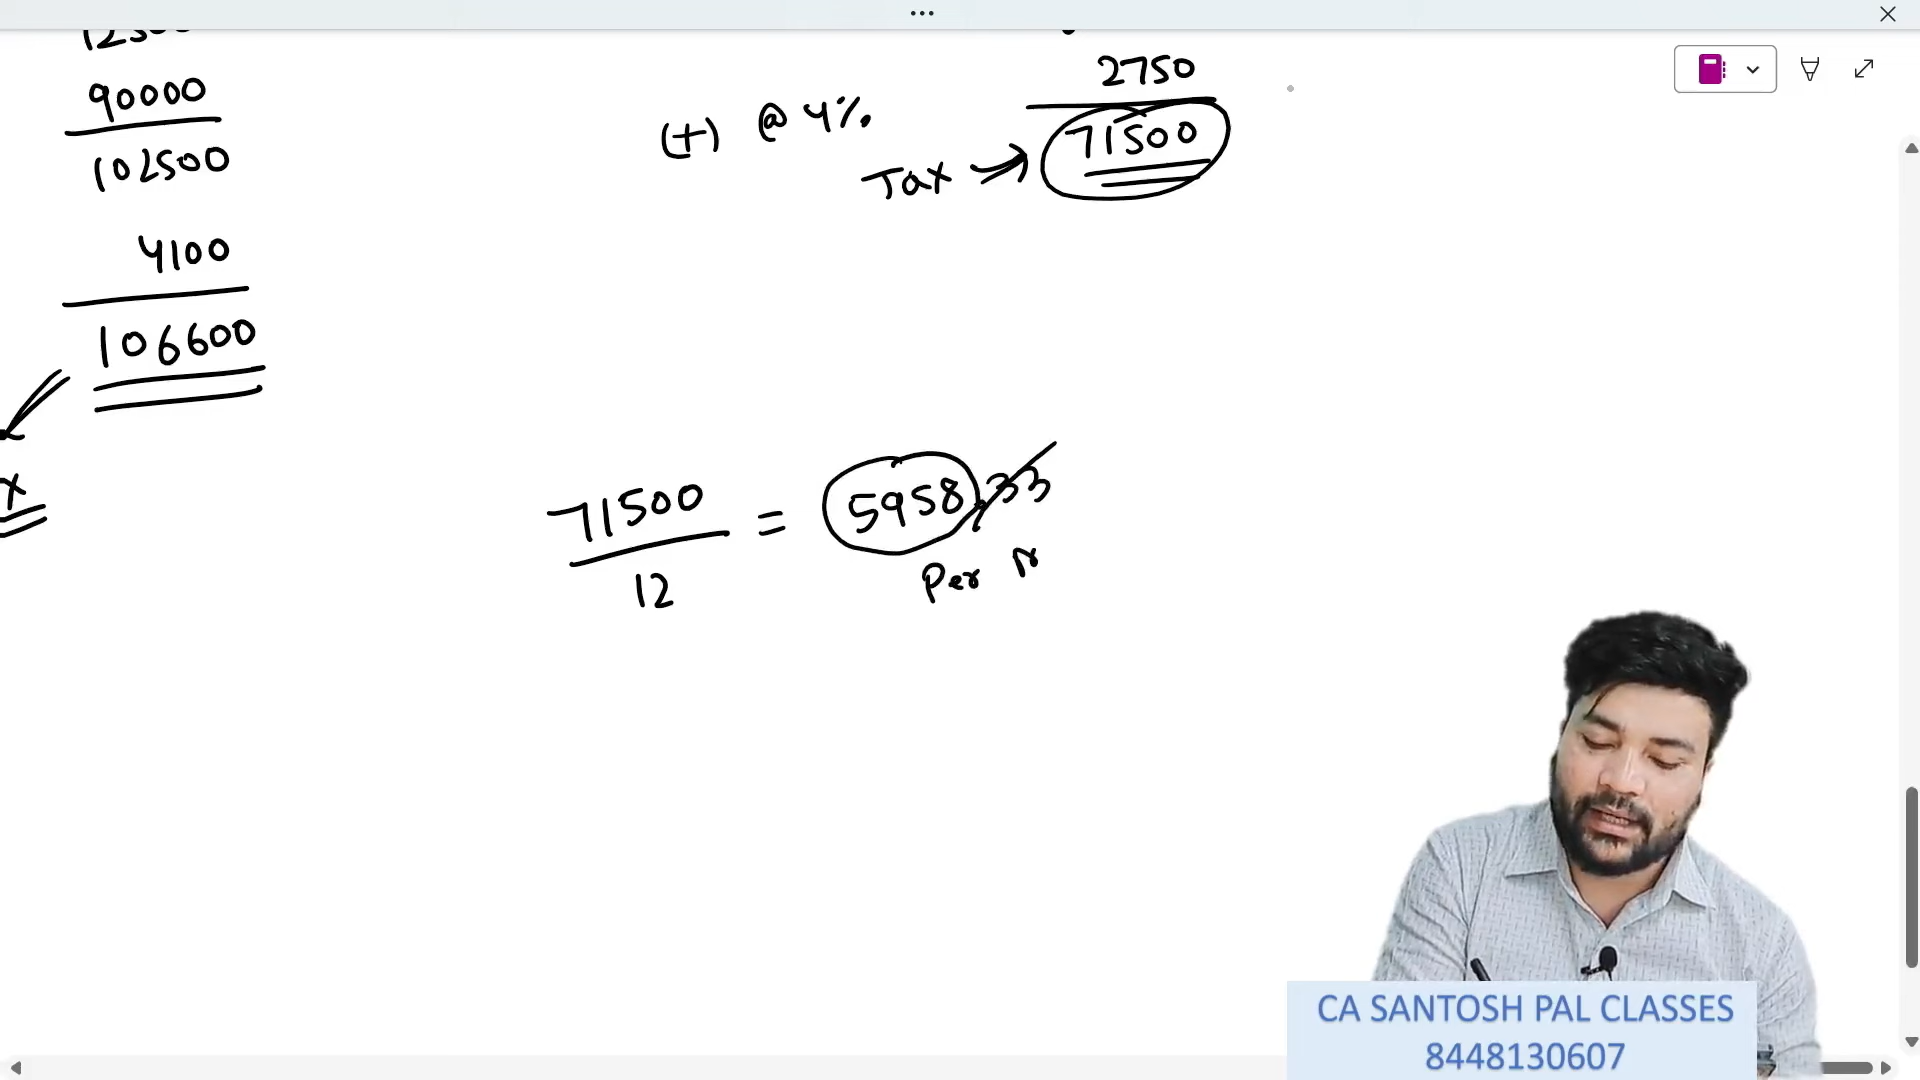 90000
102500
4100
106600
2750
(+) @ 4%
71500
Tax
71500
12
= 5958.33
Per
CA SANTOSH PAL CLASSES
8448130607